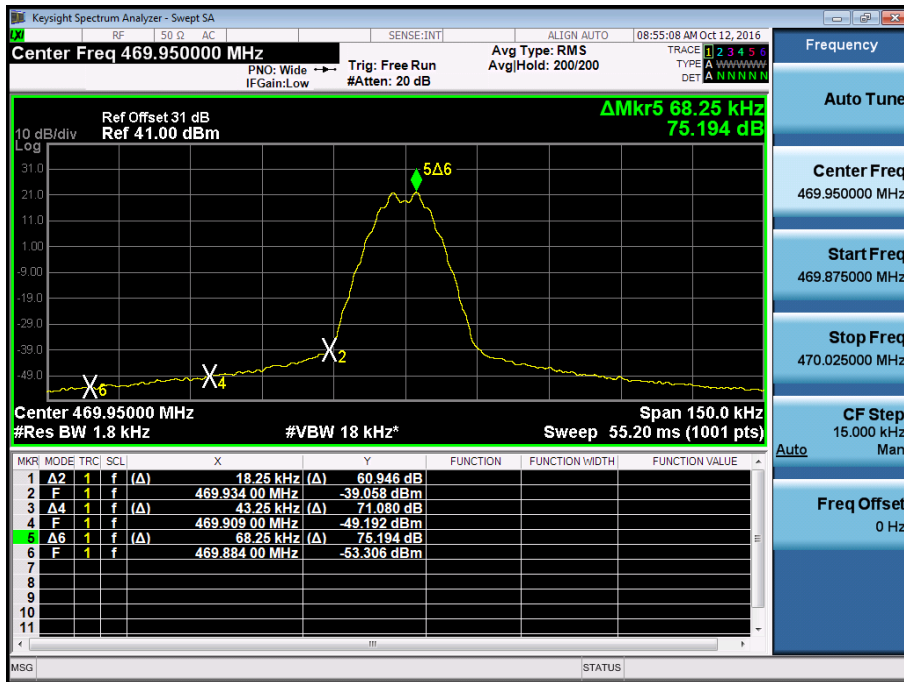 Keysight Spectrum Analyzer - Swept SA
LXI RF 50 Ω AC SENSE:INT ALIGN AUTO 08:55:08 AM Oct 12, 2016
Center Freq 469.950000 MHz
PNO: Wide
IFGain:Low
Trig: Free Run
#Atten: 20 dB
Avg Type: RMS
Avg|Hold: 200/200
TRACE 1 2 3 4 5 6
TYPE A WWWWW
DET A N N N N N
ΔMkr5 68.25 kHz
75.194 dB
Ref Offset 31 dB
10 dB/div Ref 41.00 dBm
Log
31.0
21.0
11.0
1.00
-9.00
-19.0
-29.0
-39.0
-49.0
5Δ6
2
4
6
Center 469.95000 MHz Span 150.0 kHz
#Res BW 1.8 kHz #VBW 18 kHz* Sweep 55.20 ms (1001 pts)
MKR MODE TRC SCL X Y FUNCTION FUNCTION WIDTH FUNCTION VALUE
1 Δ2 1 f (Δ) 18.25 kHz (Δ) 60.946 dB
2 F 1 f 469.934 00 MHz -39.058 dBm
3 Δ4 1 f (Δ) 43.25 kHz (Δ) 71.080 dB
4 F 1 f 469.909 00 MHz -49.192 dBm
5 Δ6 1 f (Δ) 68.25 kHz (Δ) 75.194 dB
6 F 1 f 469.884 00 MHz -53.306 dBm
7
8
9
10
11
MSG STATUS
Frequency
Auto Tune
Center Freq
469.950000 MHz
Start Freq
469.875000 MHz
Stop Freq
470.025000 MHz
CF Step
15.000 kHz
Auto Man
Freq Offset
0 Hz